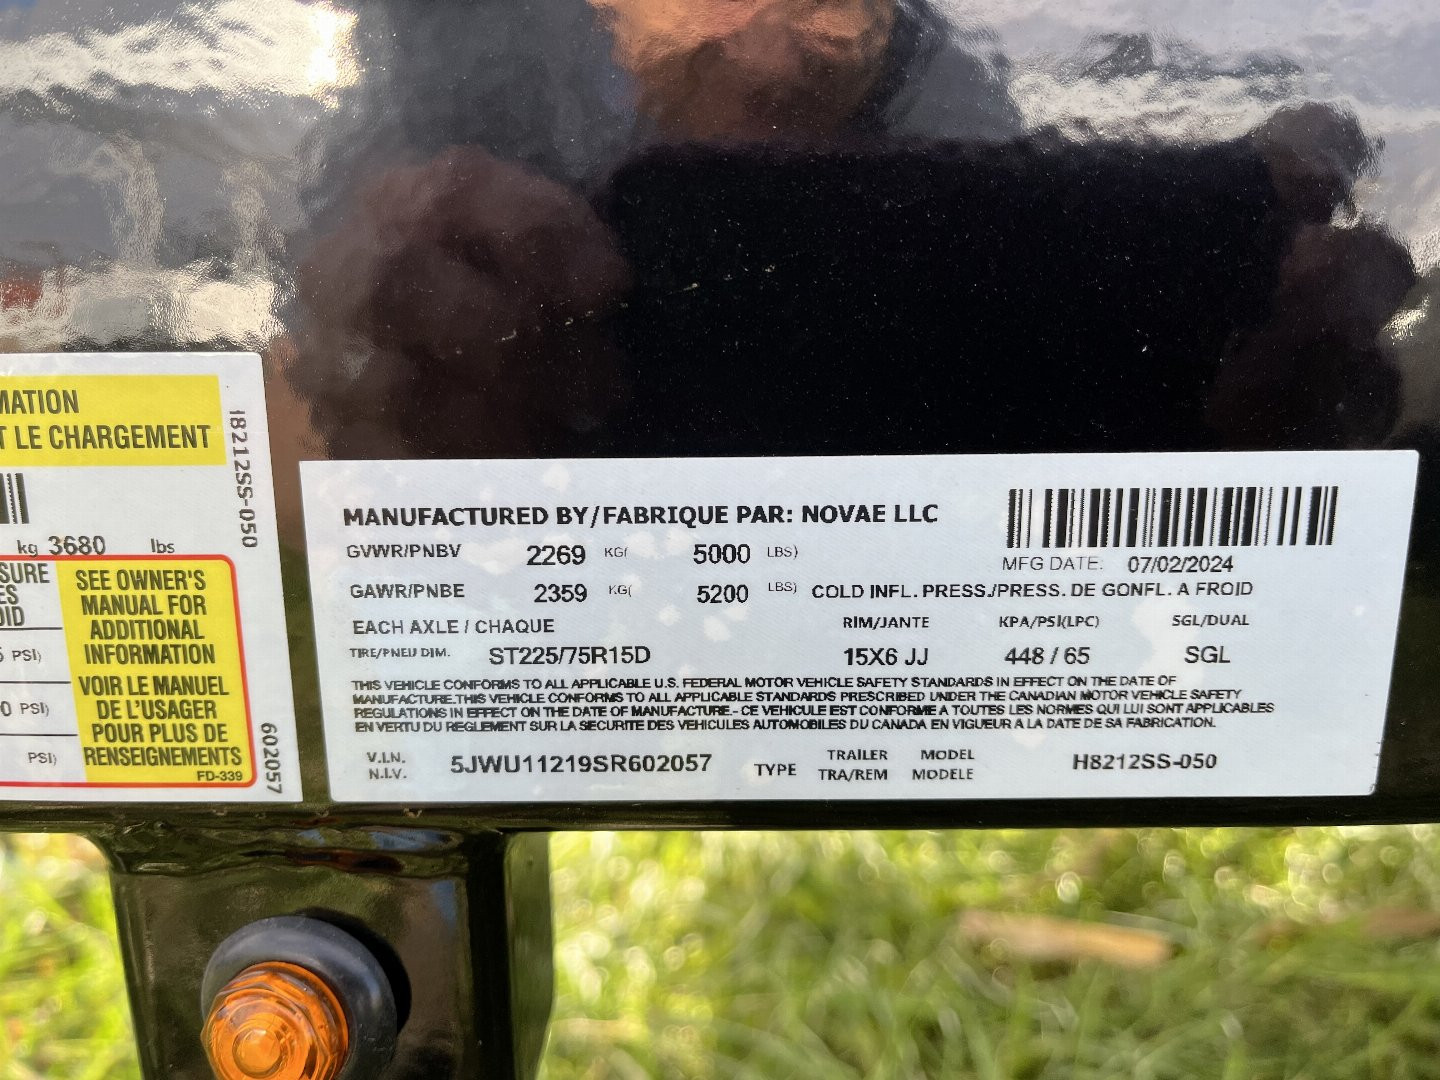 MATION
T LE CHARGEMENT
I8212SS-050
kg 3680 lbs
SURE
ES
OID
PSI)
0 PSI)
PSI)
SEE OWNER'S
MANUAL FOR
ADDITIONAL
INFORMATION
VOIR LE MANUEL
DE L'USAGER
POUR PLUS DE
RENSEIGNEMENTS
FD-339
602057
MANUFACTURED BY/FABRIQUE PAR: NOVAE LLC
GVWR/PNBV 2269 KG( 5000 LBS)
MFG DATE: 07/02/2024
GAWR/PNBE 2359 KG( 5200 LBS) COLD INFL. PRESS./PRESS. DE GONFL. A FROID
EACH AXLE / CHAQUE RIM/JANTE KPA/PSI(LPC) SGL/DUAL
TIRE/PNEU DIM. ST225/75R15D 15X6 JJ 448 / 65 SGL
THIS VEHICLE CONFORMS TO ALL APPLICABLE U.S. FEDERAL MOTOR VEHICLE SAFETY STANDARDS IN EFFECT ON THE DATE OF
MANUFACTURE.THIS VEHICLE CONFORMS TO ALL APPLICABLE STANDARDS PRESCRIBED UNDER THE CANADIAN MOTOR VEHICLE SAFETY
REGULATIONS IN EFFECT ON THE DATE OF MANUFACTURE - CE VEHICULE EST CONFORME A TOUTES LES NORMES QUI LUI SONT APPLICABLES
EN VERTU DU REGLEMENT SUR LA SECURITE DES VEHICULES AUTOMOBILES DU CANADA EN VIGUEUR A LA DATE DE SA FABRICATION.
V.I.N. 5JWU11219SR602057 TYPE TRAILER MODEL H8212SS-050
N.I.V. TRA/REM MODELE